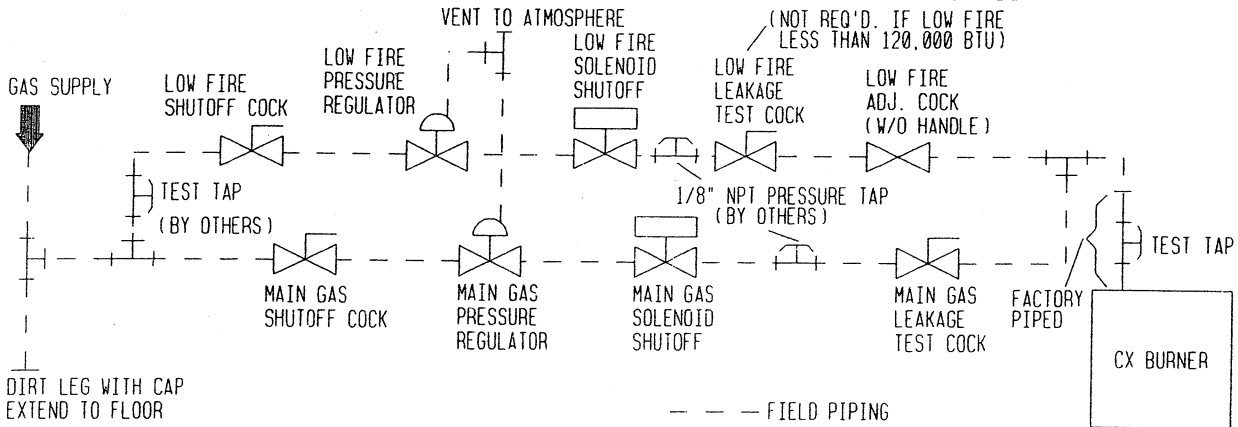 VENT TO ATMOSPHERE
(NOT REQ'D. IF LOW FIRE
LESS THAN 120,000 BTU)
GAS SUPPLY
LOW FIRE
SHUTOFF COCK
LOW FIRE
PRESSURE
REGULATOR
LOW FIRE
SOLENOID
SHUTOFF
LOW FIRE
LEAKAGE
TEST COCK
LOW FIRE
ADJ. COCK
(W/O HANDLE)
TEST TAP
(BY OTHERS)
1/8" NPT PRESSURE TAP
(BY OTHERS)
TEST TAP
MAIN GAS
SHUTOFF COCK
MAIN GAS
PRESSURE
REGULATOR
MAIN GAS
SOLENOID
SHUTOFF
MAIN GAS
LEAKAGE
TEST COCK
FACTORY
PIPED
CX BURNER
DIRT LEG WITH CAP
EXTEND TO FLOOR
FIELD PIPING